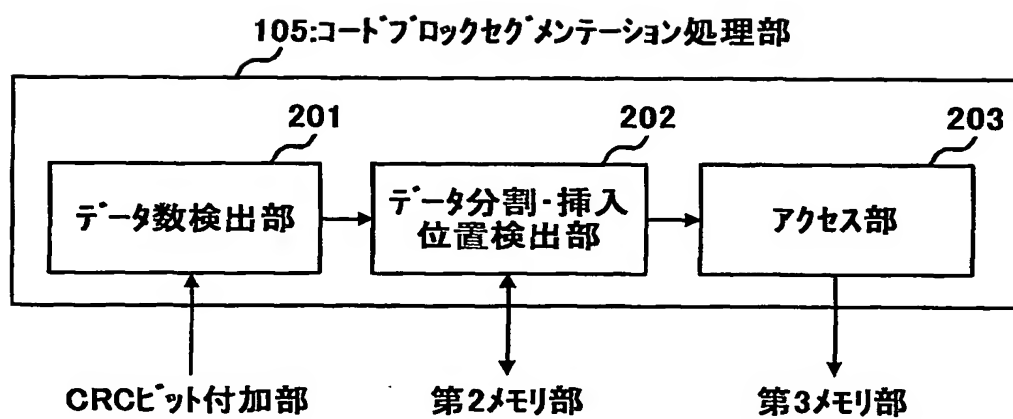 105:コードブロックセグメンテーション処理部
201
202
203
データ数検出部
データ分割・挿入
位置検出部
アクセス部
CRCビット付加部
第2メモリ部
第3メモリ部